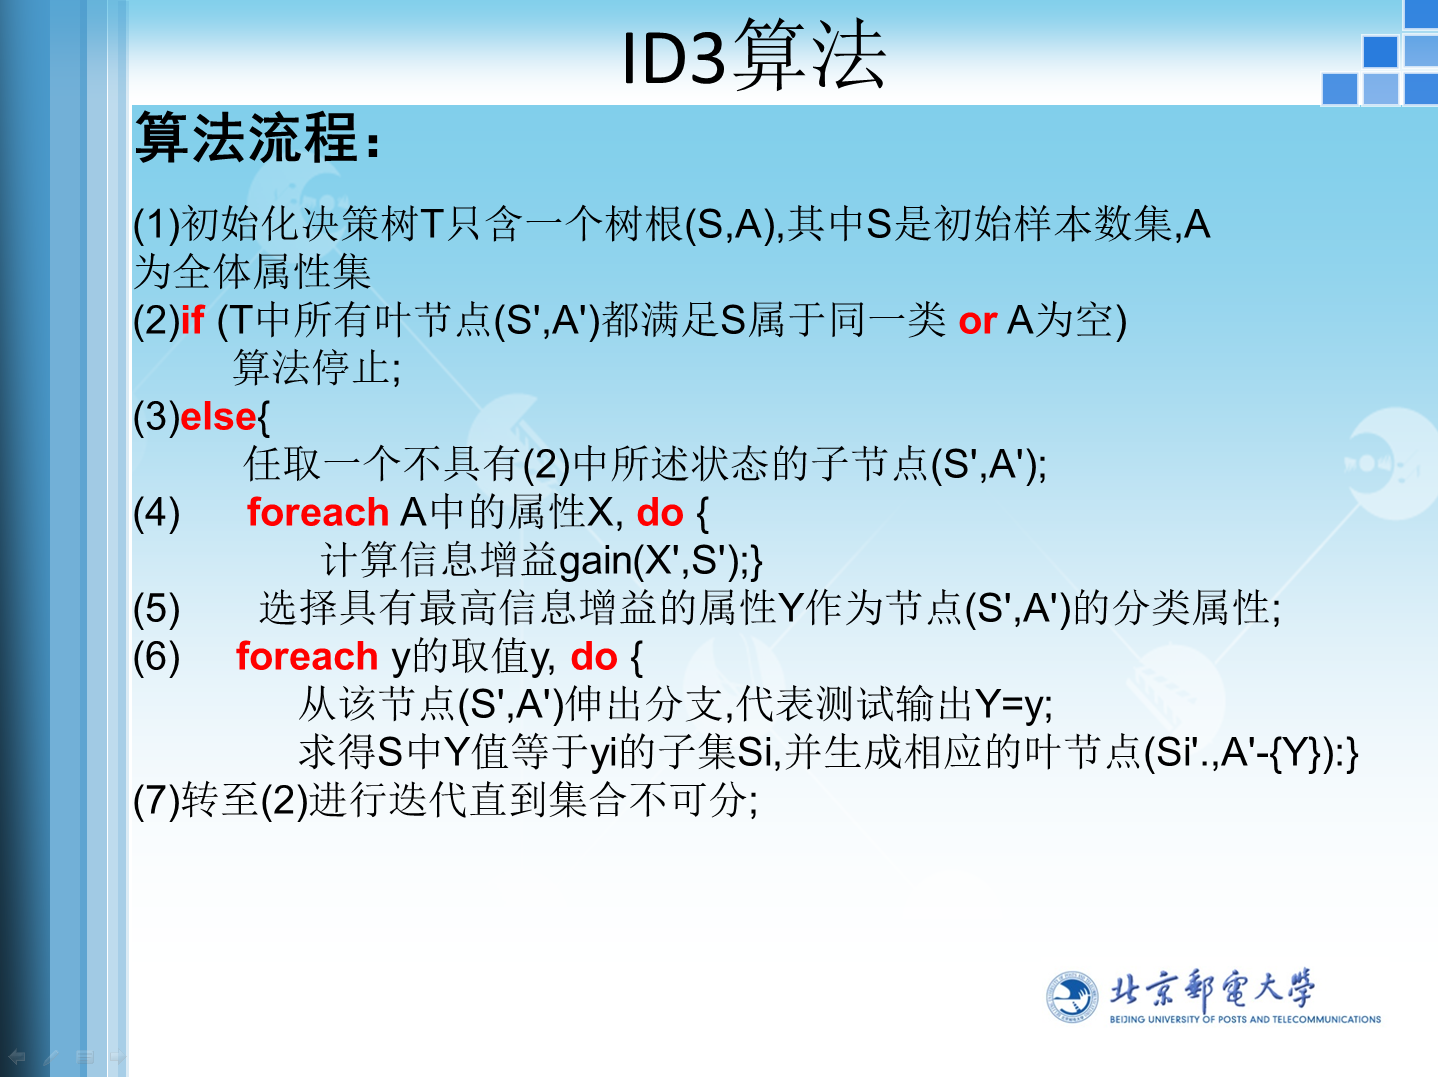 ID3算法
算法流程：
(1)初始化决策树T只含一个树根(S,A),其中S是初始样本数集,A
为全体属性集
(2)if (T中所有叶节点(S',A')都满足S属于同一类 or A为空)
算法停止;
(3)else{
任取一个不具有(2)中所述状态的子节点(S',A');
(4) foreach A中的属性X, do {
计算信息增益gain(X',S');}
(5) 选择具有最高信息增益的属性Y作为节点(S',A')的分类属性;
(6) foreach y的取值y, do {
从该节点(S',A')伸出分支,代表测试输出Y=y;
求得S中Y值等于yi的子集Si,并生成相应的叶节点(Si'.,A'-{Y}):}
(7)转至(2)进行迭代直到集合不可分;
北京郵電大學
BEIJING UNIVERSITY OF POSTS AND TELECOMMUNICATIONS